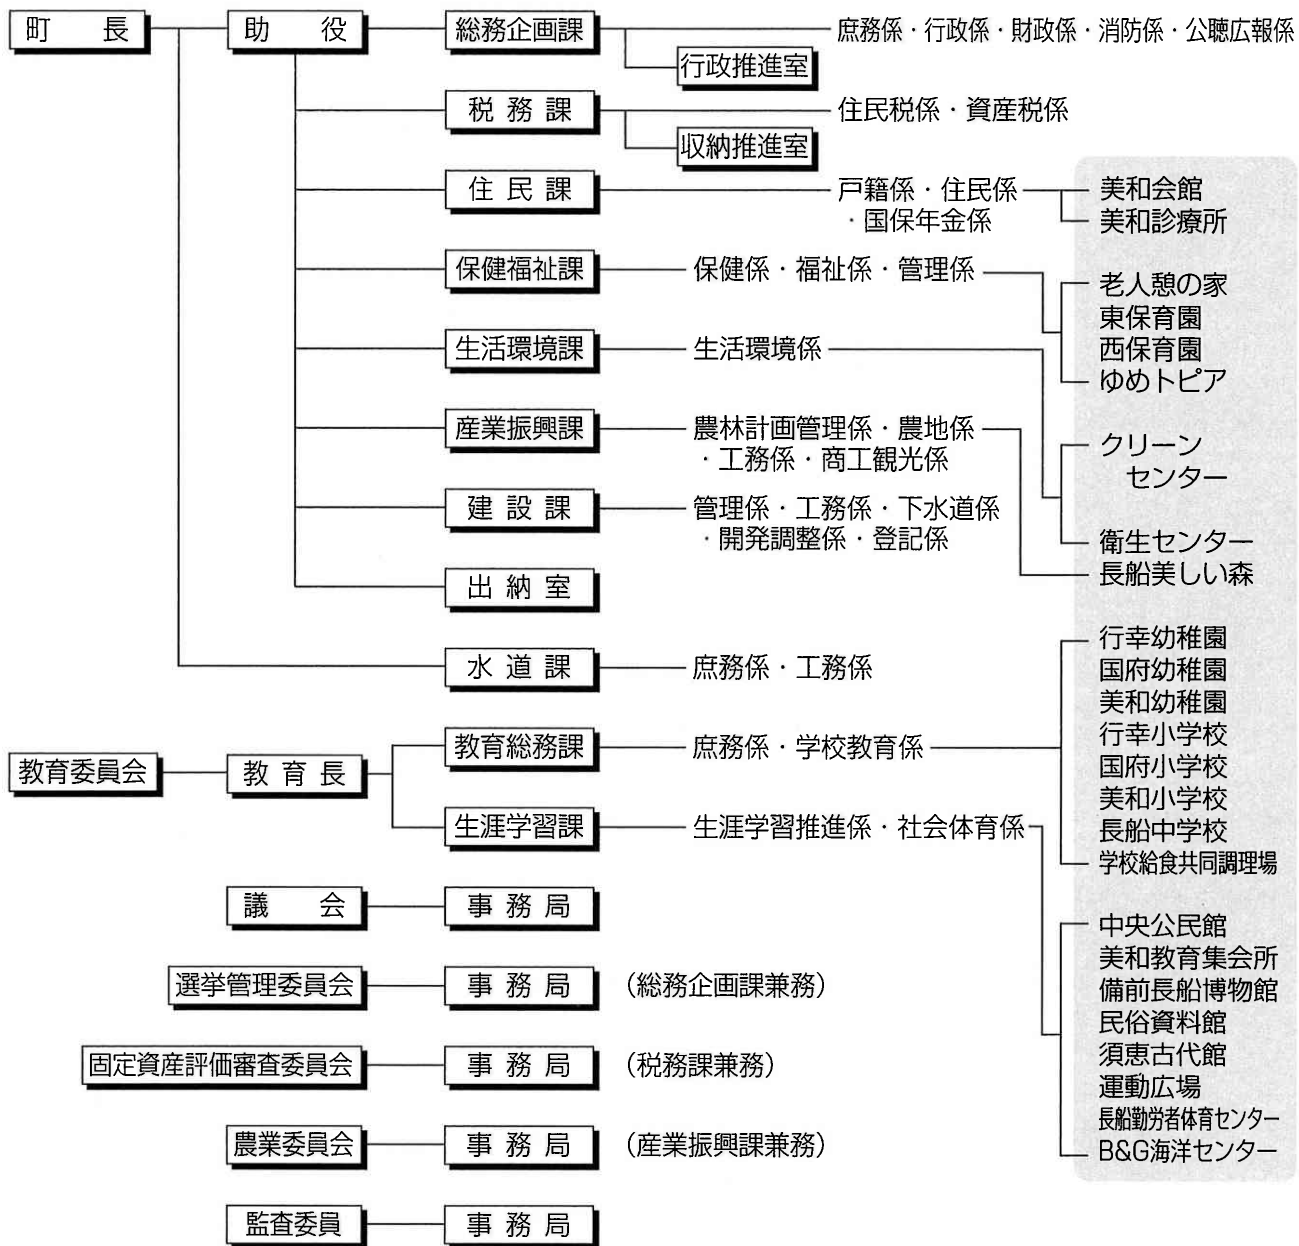 町長 助役 総務企画課 庶務係・行政係・財政係・消防係・公聴広報係
行政推進室
税務課 住民税係・資産税係
収納推進室
住民課 戸籍係・住民係 美和会館
・国保年金係 美和診療所
保健福祉課 保健係・福祉係・管理係 老人憩の家
東保育園
生活環境課 生活環境係 西保育園
ゆめトピア
産業振興課 農林計画管理係・農地係 クリーン
・工務係・商工観光係 センター
建設課 管理係・工務係・下水道係
・開発調整係・登記係 衛生センター
出納室 長船美しい森
水道課 庶務係・工務係 行幸幼稚園
国府幼稚園
美和幼稚園
教育委員会 教育長 教育総務課 庶務係・学校教育係 行幸小学校
国府小学校
美和小学校
生涯学習課 生涯学習推進係・社会体育係 長船中学校
学校給食共同調理場
議会 事務局 中央公民館
美和教育集会所
選挙管理委員会 事務局 (総務企画課兼務) 備前長船博物館
民俗資料館
固定資産評価審査委員会 事務局 (税務課兼務) 須恵古代館
運動広場
長船勤労者体育センター
農業委員会 事務局 (産業振興課兼務) B&G海洋センター
監査委員 事務局